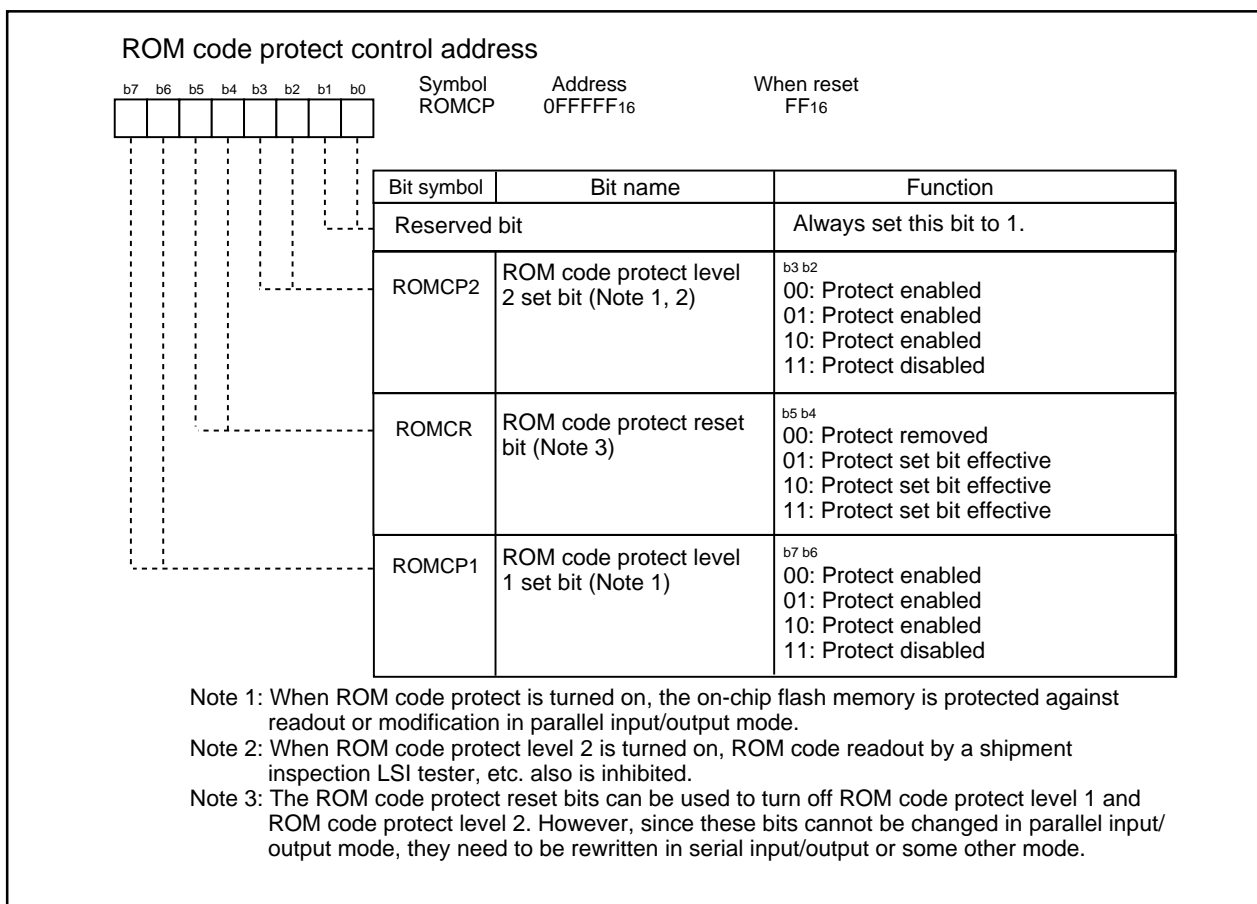 ROM code protect control address
b7 b6 b5 b4 b3 b2 b1 b0
Symbol Address When reset
ROMCP 0FFFFF16 FF16
Bit symbol Bit name Function
Reserved bit Always set this bit to 1.
ROMCP2
ROM code protect level
2 set bit (Note 1, 2)
b3 b2
00: Protect enabled
01: Protect enabled
10: Protect enabled
11: Protect disabled
ROMCR
ROM code protect reset
bit (Note 3)
b5 b4
00: Protect removed
01: Protect set bit effective
10: Protect set bit effective
11: Protect set bit effective
ROMCP1
ROM code protect level
1 set bit (Note 1)
b7 b6
00: Protect enabled
01: Protect enabled
10: Protect enabled
11: Protect disabled
Note 1: When ROM code protect is turned on, the on-chip flash memory is protected against
readout or modification in parallel input/output mode.
Note 2: When ROM code protect level 2 is turned on, ROM code readout by a shipment
inspection LSI tester, etc. also is inhibited.
Note 3: The ROM code protect reset bits can be used to turn off ROM code protect level 1 and
ROM code protect level 2. However, since these bits cannot be changed in parallel input/
output mode, they need to be rewritten in serial input/output or some other mode.